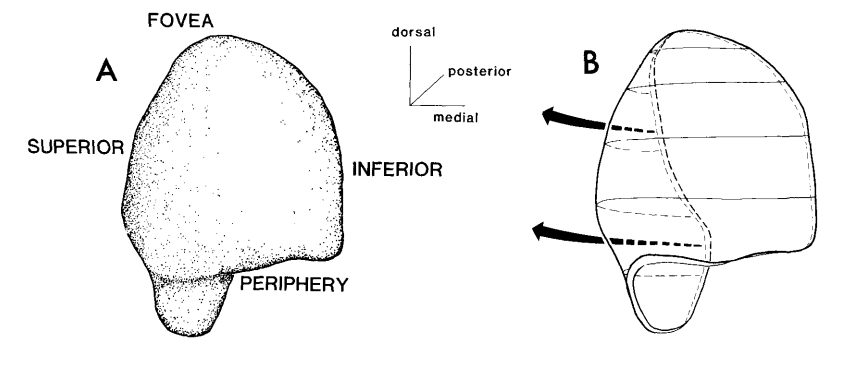 FOVEA
A
SUPERIOR
INFERIOR
PERIPHERY
dorsal
posterior
medial
B